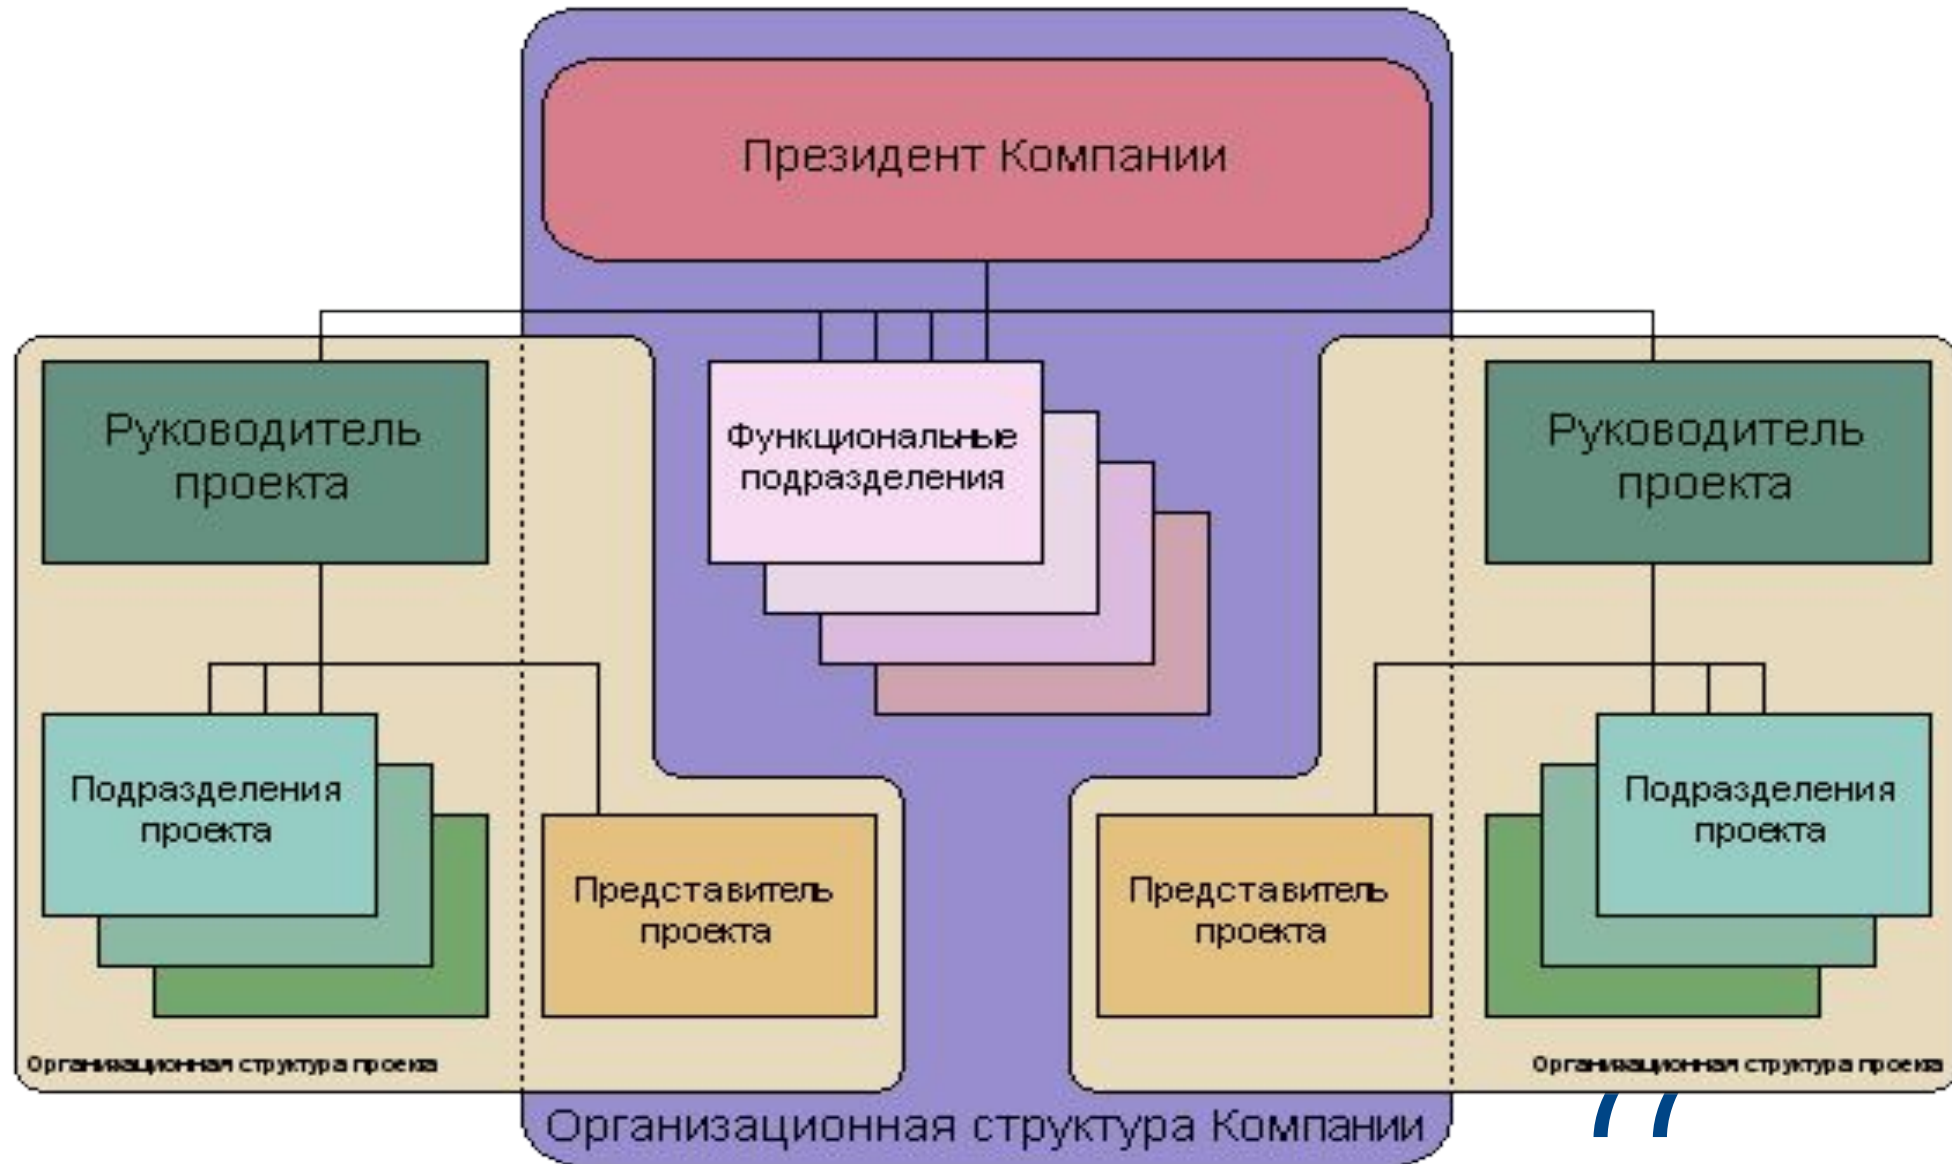 Президент Компании
Руководитель
проекта
Функциональные
подразделения
Руководитель
проекта
Подразделения
проекта
Представитель
проекта
Представитель
проекта
Подразделения
проекта
Организационная структура проекта
Организационная структура проекта
Организационная структура Компании